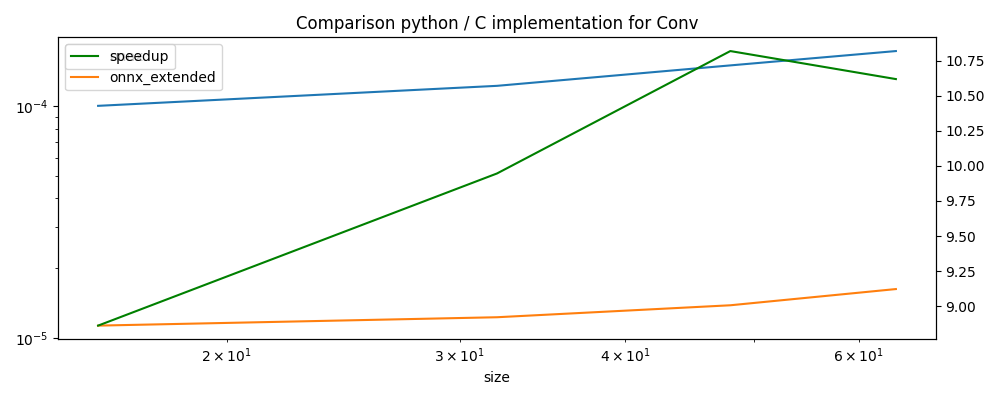 Comparison python / C implementation for Conv
speedup
onnx_extended
10⁻⁴
10⁻⁵
10.75
10.50
10.25
10.00
9.75
9.50
9.25
9.00
2 × 10¹
3 × 10¹
4 × 10¹
6 × 10¹
size